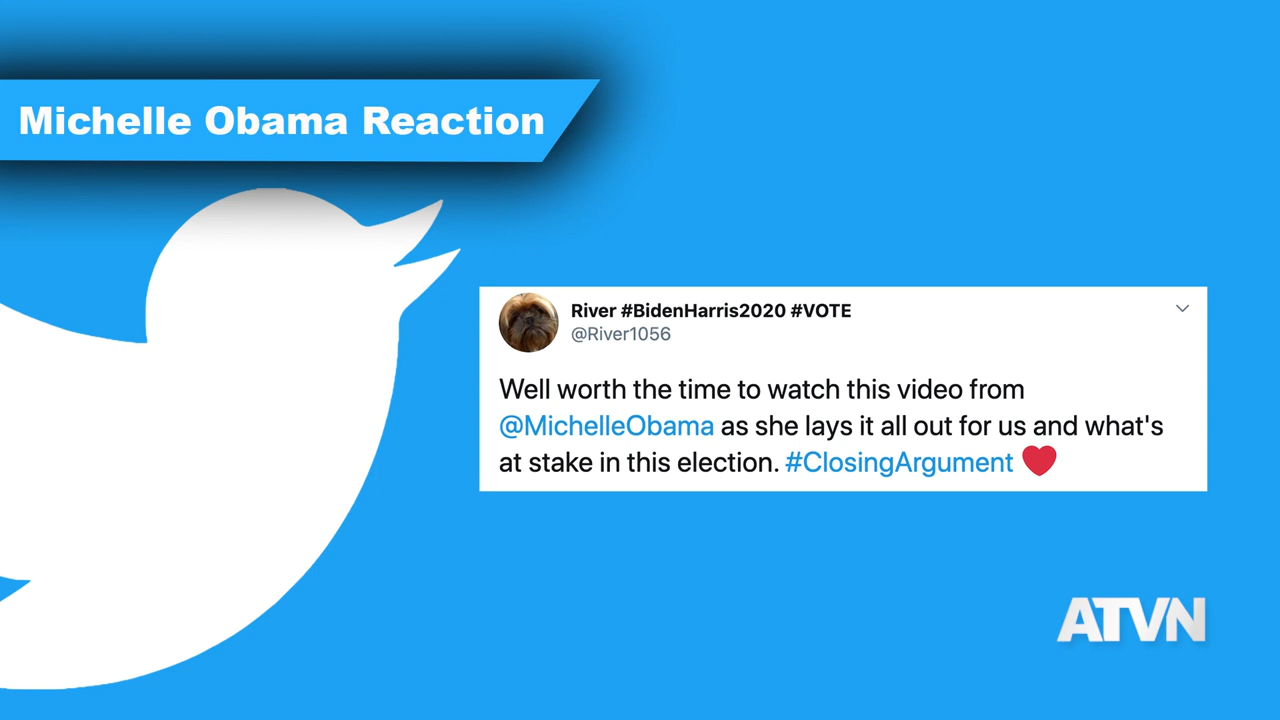 Michelle Obama Reaction
River #BidenHarris2020 #VOTE
@River1056
Well worth the time to watch this video from
@MichelleObama as she lays it all out for us and what's
at stake in this election. #ClosingArgument ❤️
ATVN